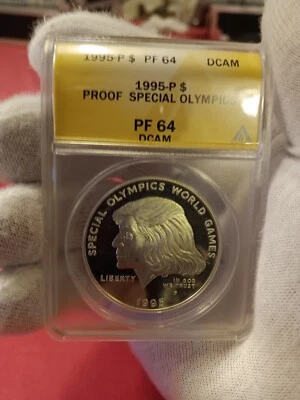 1995-P $ PF 64 DCAM
1995-P $
PROOF SPECIAL OLYMPICS
PF 64
DCAM
SPECIAL OLYMPICS WORLD GAMES
LIBERTY
IN GOD
WE TRUST
P
1995